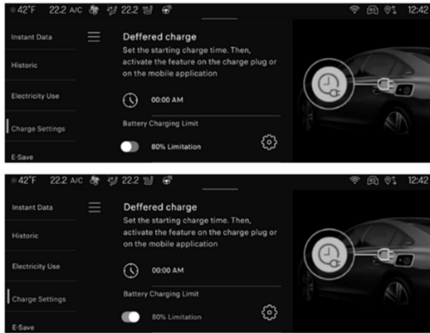 42°F 22.2 A/C 22.2 12:42
Instant Data
Historic
Electricity Use
Charge Settings
E-Save
Deffered charge
Set the starting charge time. Then,
activate the feature on the charge plug or
on the mobile application
00:00 AM
Battery Charging Limit
80% Limitation
42°F 22.2 A/C 22.2 12:42
Instant Data
Historic
Electricity Use
Charge Settings
E-Save
Deffered charge
Set the starting charge time. Then,
activate the feature on the charge plug or
on the mobile application
00:00 AM
Battery Charging Limit
80% Limitation